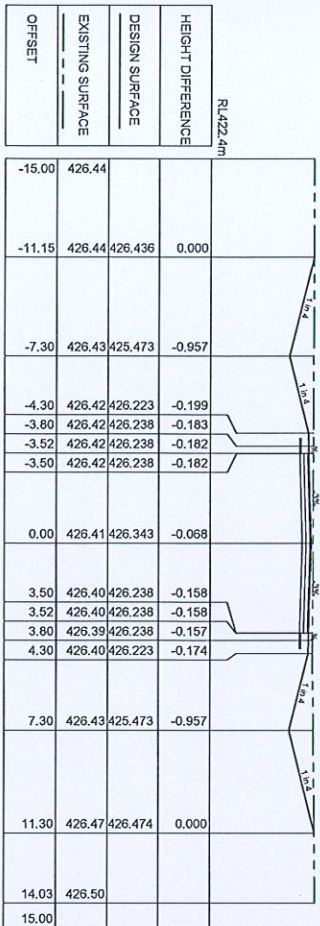 RL422.4m
HEIGHT DIFFERENCE 0.000 -0.957 -0.199 -0.183 -0.182 -0.182 -0.068 -0.158 -0.158 -0.157 -0.174 -0.957 0.000
DESIGN SURFACE 426.436 425.473 426.223 426.238 426.238 426.238 426.343 426.238 426.238 426.238 426.223 425.473 426.474
EXISTING SURFACE 426.44 426.44 426.43 426.42 426.42 426.42 426.42 426.41 426.40 426.40 426.39 426.40 426.43 426.47 426.50
OFFSET -15.00 -11.15 -7.30 -4.30 -3.80 -3.52 -3.50 0.00 3.50 3.52 3.80 4.30 7.30 11.30 14.03 15.00
1 in 4
1 in 4
-3%
-3%
1 in 4
1 in 4